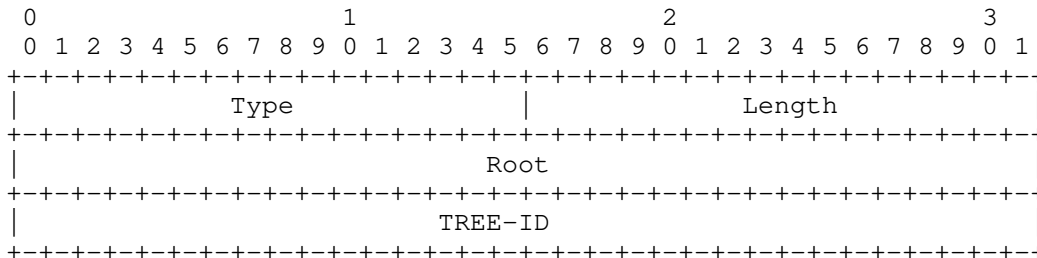 0                   1                   2                   3
 0 1 2 3 4 5 6 7 8 9 0 1 2 3 4 5 6 7 8 9 0 1 2 3 4 5 6 7 8 9 0 1
+-+-+-+-+-+-+-+-+-+-+-+-+-+-+-+-+-+-+-+-+-+-+-+-+-+-+-+-+-+-+-+--
|             Type              |             Length
+-+-+-+-+-+-+-+-+-+-+-+-+-+-+-+-+-+-+-+-+-+-+-+-+-+-+-+-+-+-+-+--
|                             Root
+-+-+-+-+-+-+-+-+-+-+-+-+-+-+-+-+-+-+-+-+-+-+-+-+-+-+-+-+-+-+-+--
|                          TREE-ID
+-+-+-+-+-+-+-+-+-+-+-+-+-+-+-+-+-+-+-+-+-+-+-+-+-+-+-+-+-+-+-+--